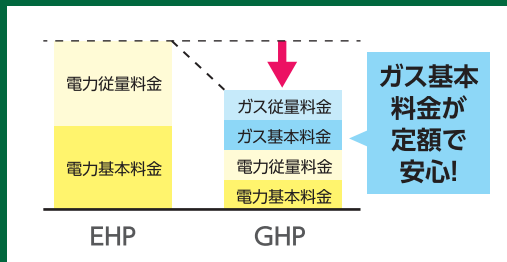 電力従量料金
電力基本料金
EHP
ガス従量料金
ガス基本料金
電力従量料金
電力基本料金
GHP
ガス基本
料金が
定額で
安心!